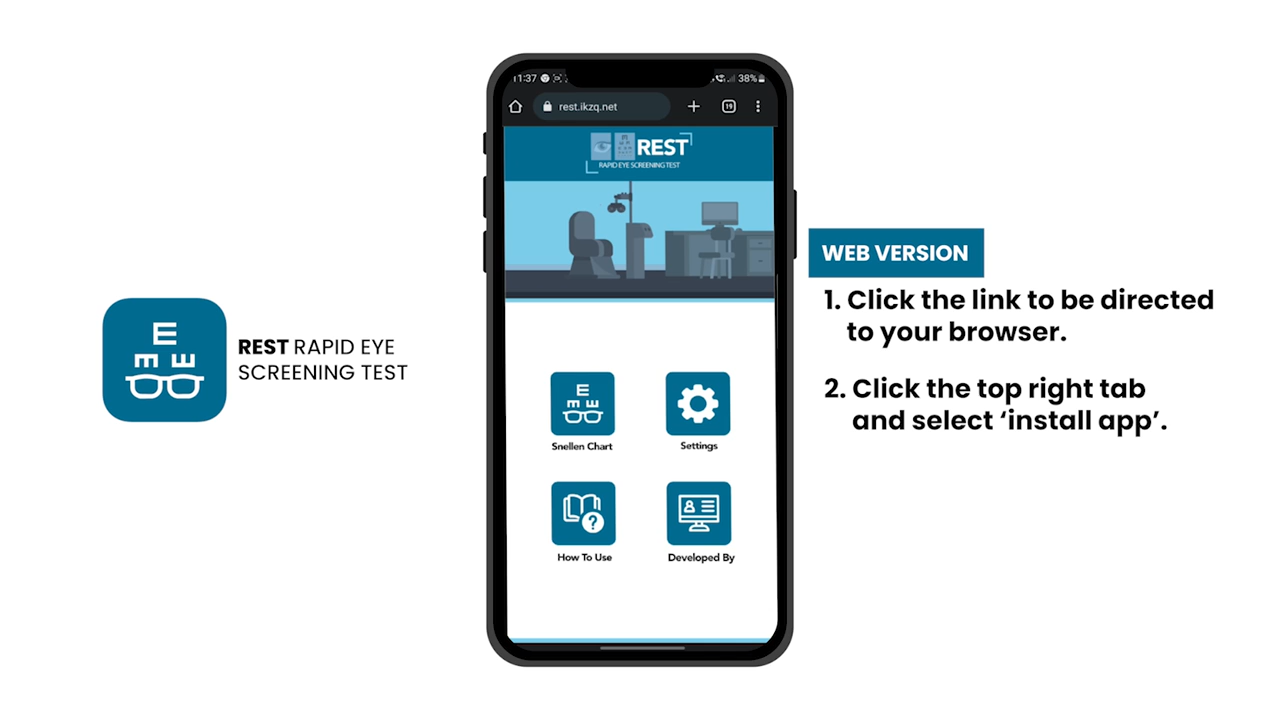 REST RAPID EYE
SCREENING TEST
E
11:37
38%
rest.ikzq.net
19
REST
RAPID EYE SCREENING TEST
Snellen Chart
Settings
How To Use
Developed By
WEB VERSION
1. Click the link to be directed
to your browser.
2. Click the top right tab
and select ‘install app’.